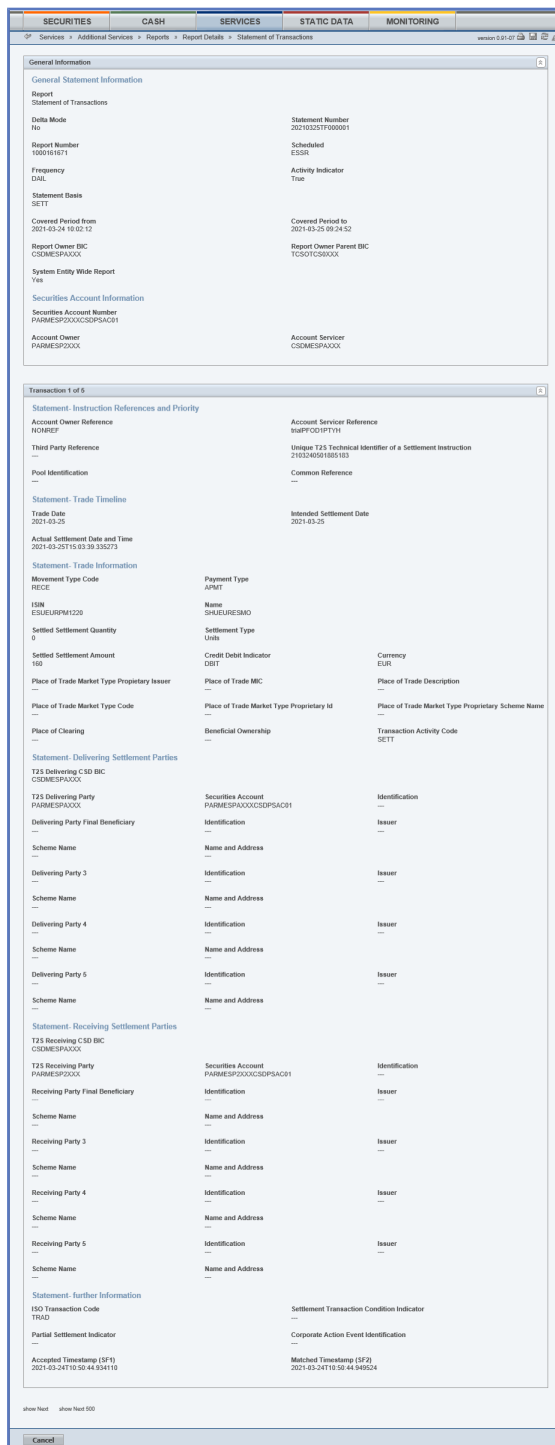 SECURITIES CASH SERVICES STATIC DATA MONITORING
Services » Additional Services » Reports » Report Details » Statement of Transactions version 0.91-07
General Information
General Statement Information
Report
Statement of Transactions
Delta Mode Statement Number
No 20210325TF000001
Report Number Scheduled
1000161671 ESSR
Frequency Activity Indicator
DAIL True
Statement Basis
SETT
Covered Period from Covered Period to
2021-03-24 10:02:12 2021-03-25 09:24:52
Report Owner BIC Report Owner Parent BIC
CSDMESPAXXX TCSOTCS0XXX
System Entity Wide Report
Yes
Securities Account Information
Securities Account Number
PARMESP2XXXCSDPSAC01
Account Owner Account Servicer
PARMESP2XXX CSDMESPAXXX
Transaction 1 of 5
Statement- Instruction References and Priority
Account Owner Reference Account Servicer Reference
NONREF trialPFOD1PTYH
Third Party Reference Unique T2S Technical Identifier of a Settlement Instruction
--- 2103240501885183
Pool Identification Common Reference
--- ---
Statement- Trade Timeline
Trade Date Intended Settlement Date
2021-03-25 2021-03-25
Actual Settlement Date and Time
2021-03-25T15:03:39.335273
Statement- Trade Information
Movement Type Code Payment Type
RECE APMT
ISIN Name
ESUEURPM1220 SHUEURESMO
Settled Settlement Quantity Settlement Type
0 Units
Settled Settlement Amount Credit Debit Indicator Currency
160 DBIT EUR
Place of Trade Market Type Propietary Issuer Place of Trade MIC Place of Trade Description
--- --- ---
Place of Trade Market Type Code Place of Trade Market Type Proprietary Id Place of Trade Market Type Proprietary Scheme Name
--- --- ---
Place of Clearing Beneficial Ownership Transaction Activity Code
--- --- SETT
Statement- Delivering Settlement Parties
T2S Delivering CSD BIC
CSDMESPAXXX
T2S Delivering Party Securities Account Identification
PARMESPAXXX PARMESPAXXXCSDPSAC01 ---
Delivering Party Final Beneficiary Identification Issuer
--- --- ---
Scheme Name Name and Address
--- ---
Delivering Party 3 Identification Issuer
--- --- ---
Scheme Name Name and Address
--- ---
Delivering Party 4 Identification Issuer
--- --- ---
Scheme Name Name and Address
--- ---
Delivering Party 5 Identification Issuer
--- --- ---
Scheme Name Name and Address
--- ---
Statement- Receiving Settlement Parties
T2S Receiving CSD BIC
CSDMESPAXXX
T2S Receiving Party Securities Account Identification
PARMESP2XXX PARMESP2XXXCSDPSAC01 ---
Receiving Party Final Beneficiary Identification Issuer
--- --- ---
Scheme Name Name and Address
--- ---
Receiving Party 3 Identification Issuer
--- --- ---
Scheme Name Name and Address
--- ---
Receiving Party 4 Identification Issuer
--- --- ---
Scheme Name Name and Address
--- ---
Receiving Party 5 Identification Issuer
--- --- ---
Scheme Name Name and Address
--- ---
Statement- further Information
ISO Transaction Code Settlement Transaction Condition Indicator
TRAD ---
Partial Settlement Indicator Corporate Action Event Identification
--- ---
Accepted Timestamp (SF1) Matched Timestamp (SF2)
2021-03-24T10:50:44.934110 2021-03-24T10:50:44.949524
show Next show Next 500
Cancel